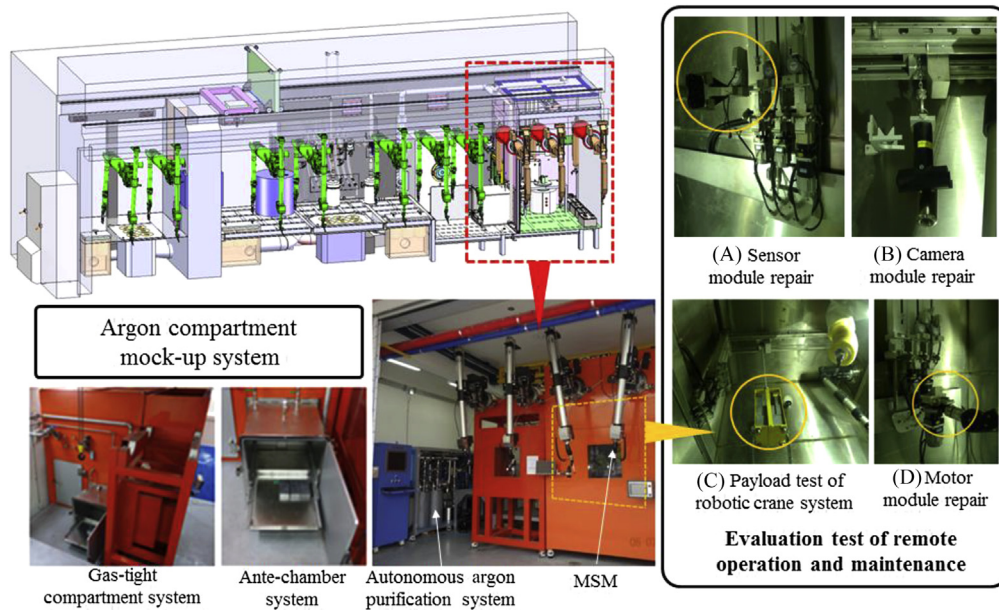 (A) Sensor
module repair
(B) Camera
module repair
Argon compartment
mock-up system
(C) Payload test of
robotic crane system
(D) Motor
module repair
Evaluation test of remote
operation and maintenance
Gas-tight
compartment system
Ante-chamber
system
Autonomous argon
purification system
MSM